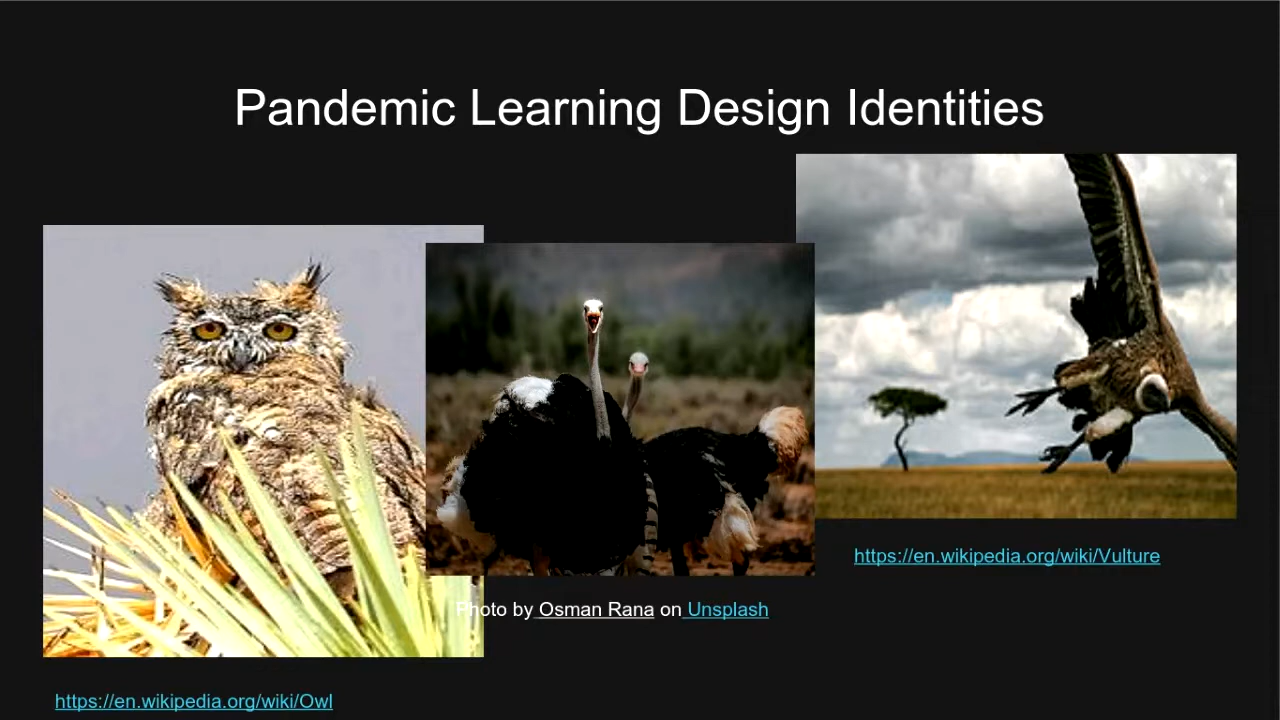 Pandemic Learning Design Identities
https://en.wikipedia.org/wiki/Vulture
Photo by Osman Rana on Unsplash
https://en.wikipedia.org/wiki/Owl